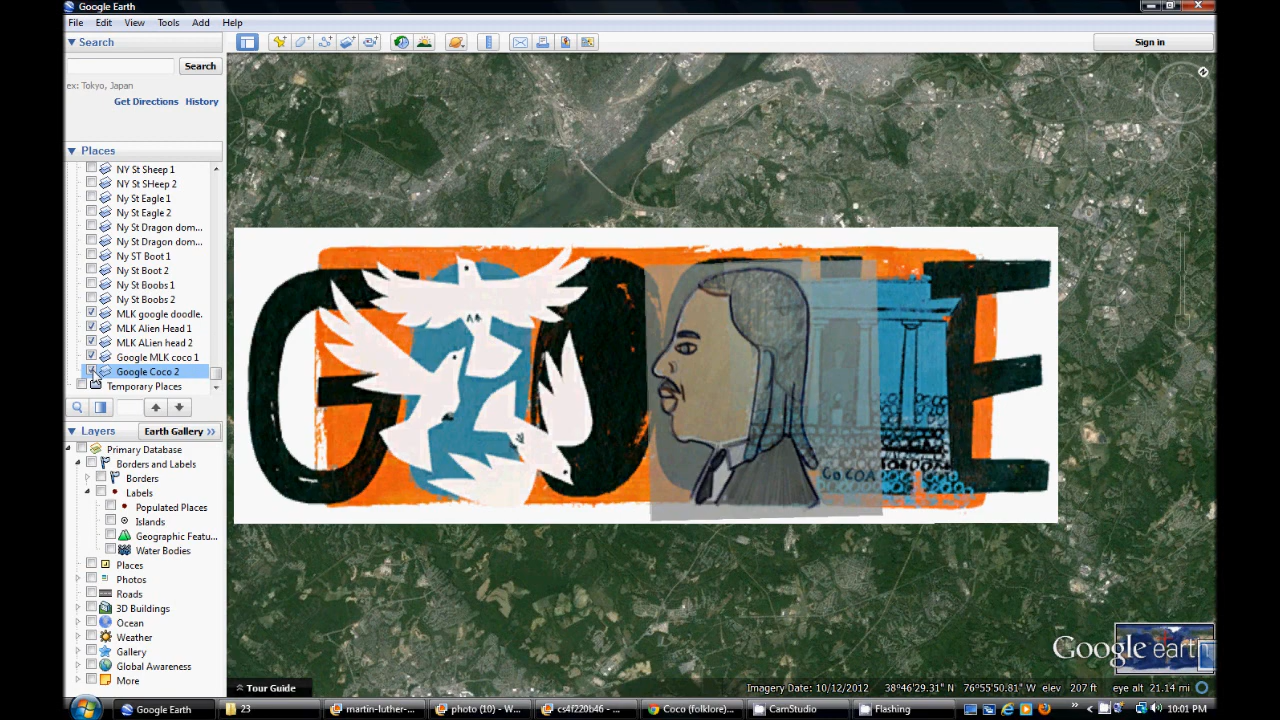 Google Earth
File Edit View Tools Add Help
Search
Sign in
Search
ex: Tokyo, Japan
Get Directions History
Places
NY St Sheep 1
NY St SHeep 2
Ny St Eagle 1
Ny St Eagle 2
Ny St Dragon dom...
Ny St Dragon dom...
Ny ST Boot 1
Ny St Boot 2
Ny St Boobs 1
Ny St Boobs 2
MLK google doodle.
MLK Alien Head 1
MLK ALien head 2
Google MLK coco 1
Google Coco 2
Temporary Places
Layers
Earth Gallery >>
Primary Database
Borders and Labels
Borders
Labels
Populated Places
Islands
Geographic Featu...
Water Bodies
Places
Photos
Roads
3D Buildings
Ocean
Weather
Gallery
Global Awareness
More
GOOGLE
Google earth
Tour Guide
Imagery Date: 10/12/2012 38°46'29.31" N 76°55'50.81" W elev 207 ft eye alt 21.14 mi
Google Earth
23
martin-luther-...
photo (10) - W...
cs4f220b46 - ...
Coco (folklore)...
CamStudio
Flashing
10:01 PM